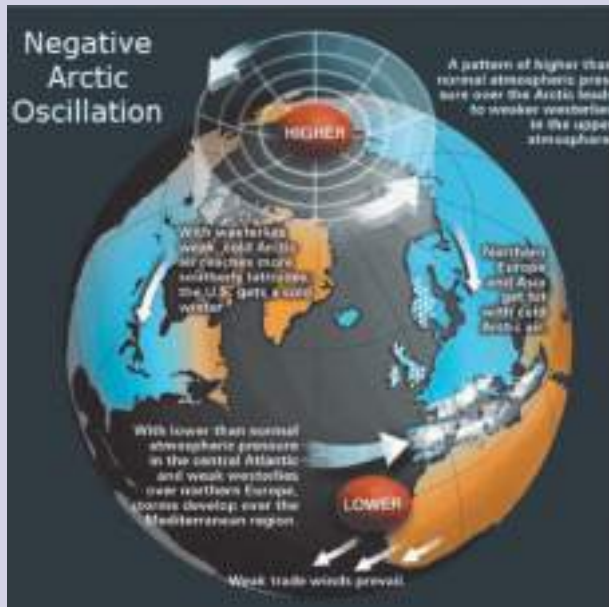 Negative
Arctic
Oscillation
A pattern of higher than
normal atmospheric pres-
sure over the Arctic leads
to weaker westerlies
in the upper
atmosphere.
HIGHER
With westerlies
weak, cold Arctic
air reaches more
southerly latitudes,
the U.S. gets a cold
winter
Northern
Europe
and Asia
get hit
with cold
Arctic air.
With lower than normal
atmospheric pressure
in the central Atlantic
and weak westerlies
over northern Europe,
storms develop over the
Mediterranean region.
LOWER
Weak trade winds prevail.